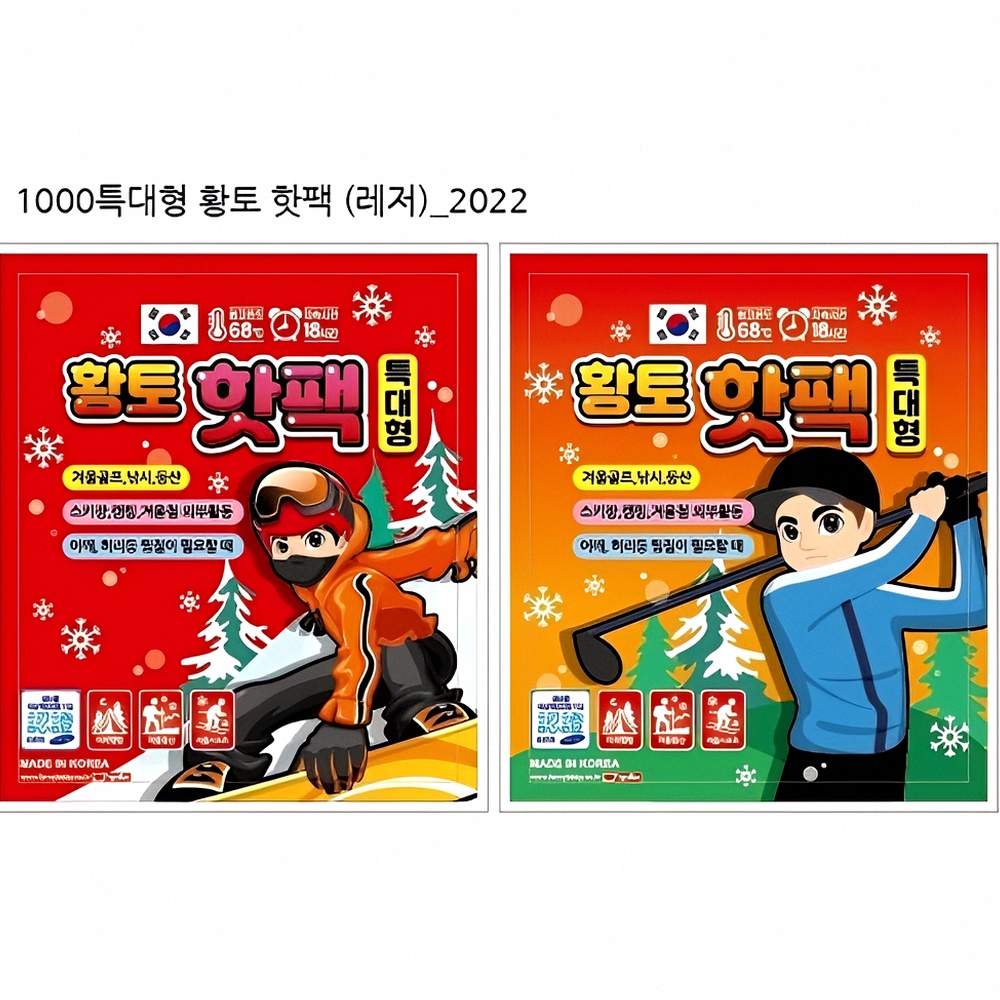 1000특대형 황토 핫팩 (레저)_2022
68℃
18시간
황토 핫팩 특대형
겨울골프,낚시,등산
스키장,캠핑,겨울철 외부활동
어깨, 허리등 찜질이 필요할 때
MADE IN KOREA
68℃
18시간
황토 핫팩 특대형
겨울골프,낚시,등산
스키장,캠핑,겨울철 외부활동
어깨, 허리등 찜질이 필요할 때
MADE IN KOREA